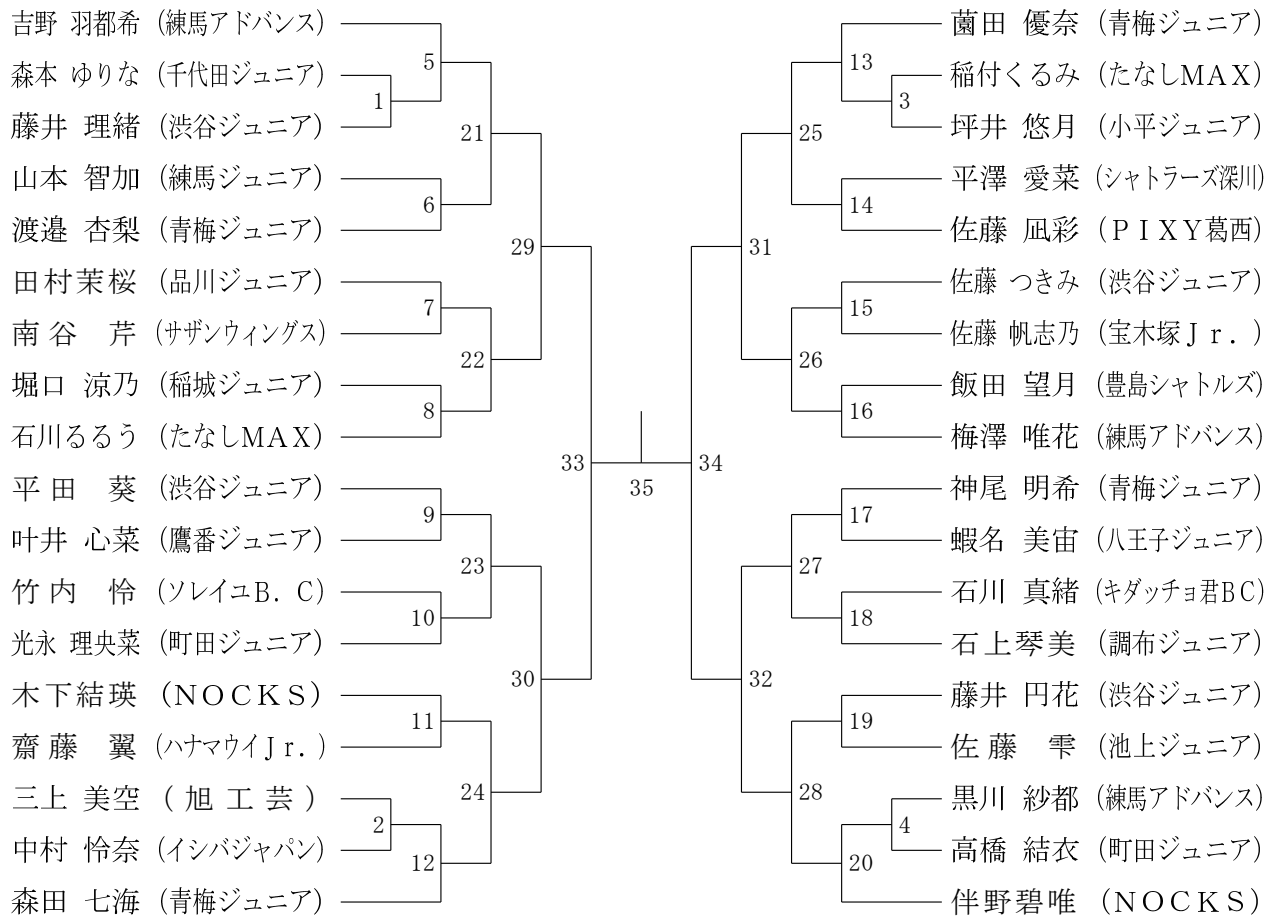 吉野 羽都希 (練馬アドバンス)
森本 ゆりな (千代田ジュニア)
藤井 理緒 (渋谷ジュニア)
山本 智加 (練馬ジュニア)
渡邉 杏梨 (青梅ジュニア)
田村茉桜 (品川ジュニア)
南谷 芹 (サザンウィングス)
堀口 涼乃 (稲城ジュニア)
石川るるう (たなしMAX)
平田 葵 (渋谷ジュニア)
叶井 心菜 (鷹番ジュニア)
竹内 怜 (ソレイユB.C)
光永 理央菜 (町田ジュニア)
木下結瑛 (NOCKS)
齋藤 翼 (ハナマウイJr.)
三上 美空 (旭工芸)
中村 怜奈 (イシバジャパン)
森田 七海 (青梅ジュニア)
1
2
5
6
7
8
9
10
11
12
21
22
23
24
29
30
33
35
34
31
32
25
26
27
28
13
14
15
16
17
18
19
20
3
4
薗田 優奈 (青梅ジュニア)
稲付くるみ (たなしMAX)
坪井 悠月 (小平ジュニア)
平澤 愛菜 (シャトラーズ深川)
佐藤 凪彩 (PIXY葛西)
佐藤 つきみ (渋谷ジュニア)
佐藤 帆志乃 (宝木塚Jr.)
飯田 望月 (豊島シャトルズ)
梅澤 唯花 (練馬アドバンス)
神尾 明希 (青梅ジュニア)
蝦名 美宙 (八王子ジュニア)
石川 真緒 (キダッチョ君BC)
石上琴美 (調布ジュニア)
藤井 円花 (渋谷ジュニア)
佐藤 雫 (池上ジュニア)
黒川 紗都 (練馬アドバンス)
高橋 結衣 (町田ジュニア)
伴野碧唯 (NOCKS)